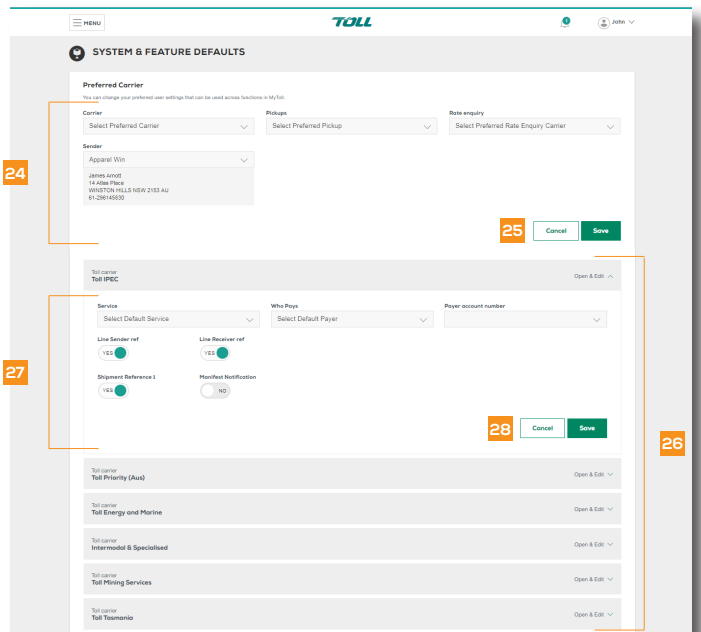 MENU
TOLL
John
SYSTEM & FEATURE DEFAULTS
Preferred Carrier
You can change your preferred user settings that can be used across functions in MyToll.
Carrier Pickups Rate enquiry
Select Preferred Carrier Select Preferred Pickup Select Preferred Rate Enquiry Carrier
Sender
Apparel Win
24
James Arnott
14 Atlas Place
WINSTON HILLS NSW 2153 AU
61-296145830
25 Cancel Save
Toll carrier
Toll IPEC Open & Edit
Service Who Pays Payer account number
Select Default Service Select Default Payer
Line Sender ref Line Receiver ref
YES YES
27
Shipment Reference 1 Manifest Notification
YES NO
28 Cancel Save
26
Toll carrier
Toll Priority (Aus) Open & Edit
Toll carrier
Toll Energy and Marine Open & Edit
Toll carrier
Intermodal & Specialised Open & Edit
Toll carrier
Toll Mining Services Open & Edit
Toll carrier
Toll Tasmania Open & Edit